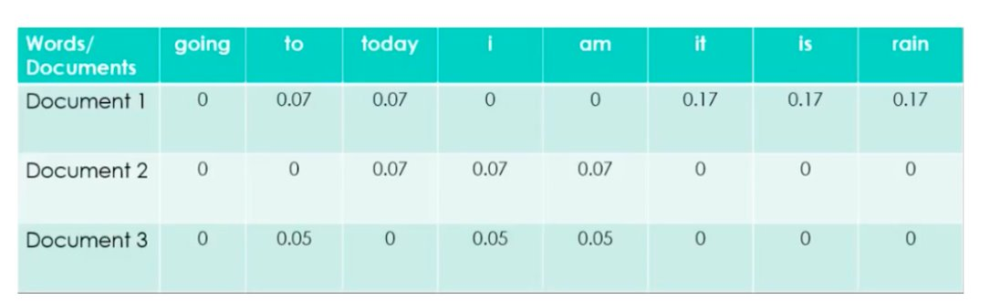 Words/ Documents going to today i am it is rain
Document 1 0 0.07 0.07 0 0 0.17 0.17 0.17
Document 2 0 0 0.07 0.07 0.07 0 0 0
Document 3 0 0.05 0 0.05 0.05 0 0 0